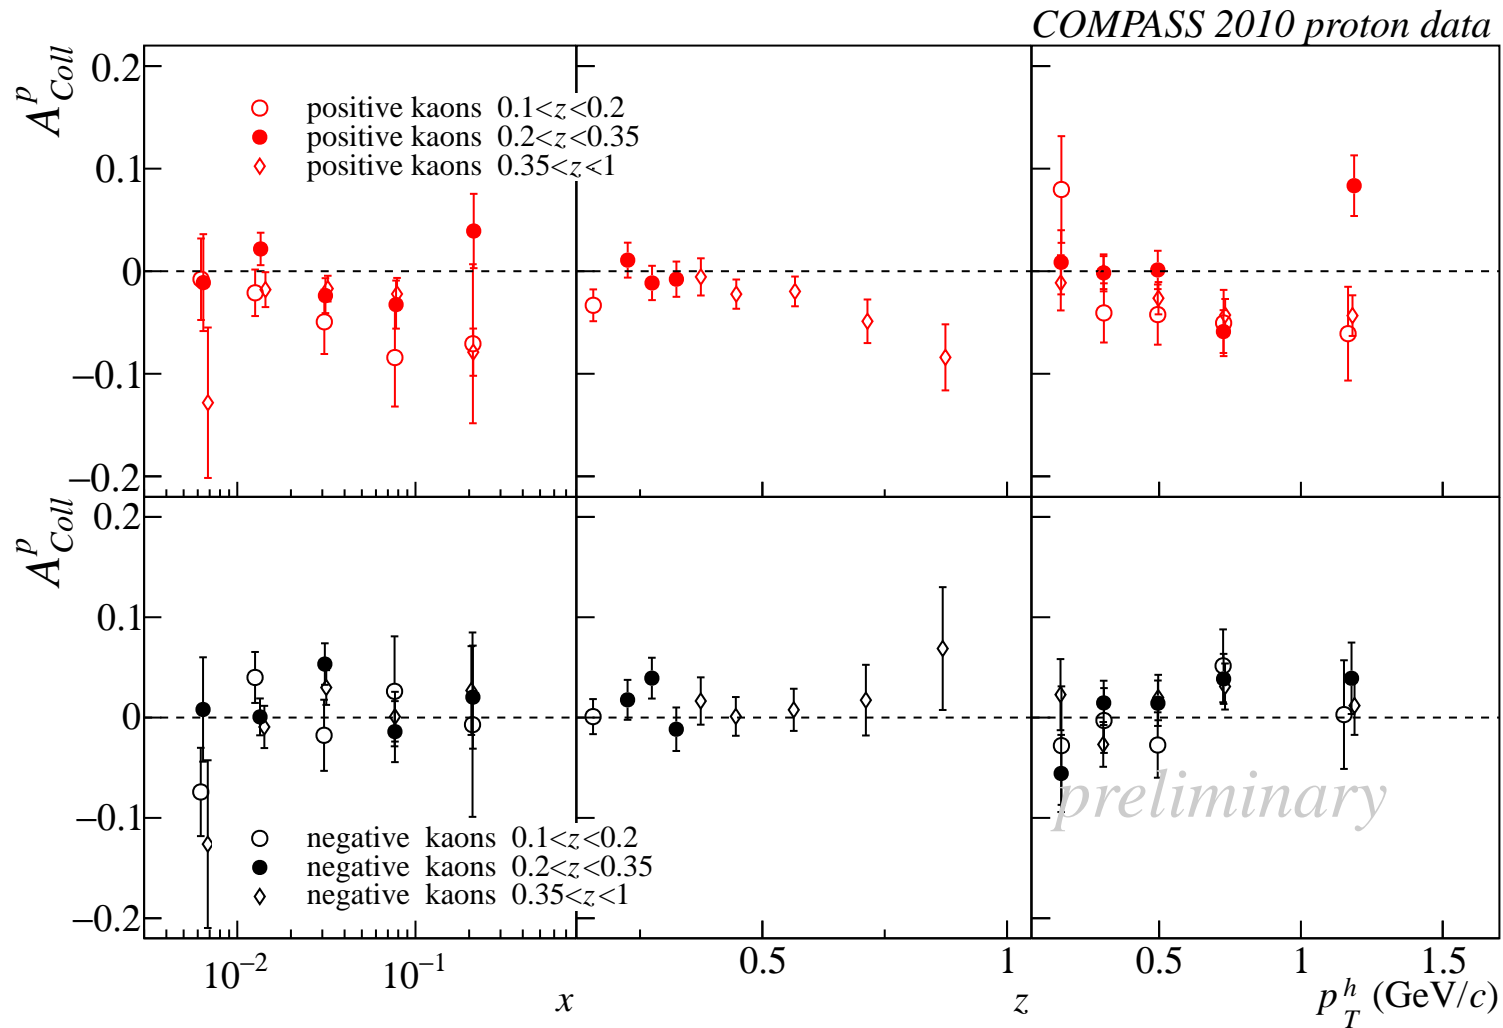 COMPASS 2010 proton data
A^p_Coll
0.2
0.1
0
−0.1
−0.2
positive kaons 0.1<z<0.2
positive kaons 0.2<z<0.35
positive kaons 0.35<z<1
A^p_Coll
0.2
0.1
0
−0.1
−0.2
preliminary
negative kaons 0.1<z<0.2
negative kaons 0.2<z<0.35
negative kaons 0.35<z<1
10^−2 10^−1 0.5 1 0.5 1 1.5
x z p_T^h (GeV/c)